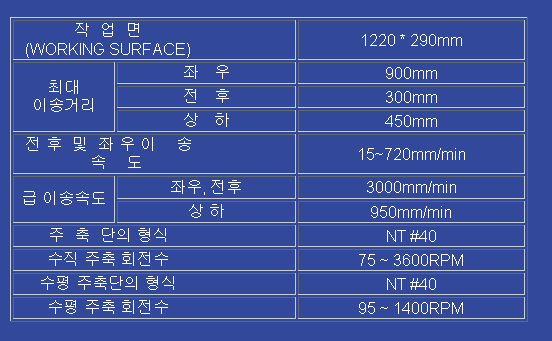 작 업 면
(WORKING SURFACE)
1220 * 290mm
최대
이송거리
좌 우
900mm
전 후
300mm
상 하
450mm
전 후 및 좌 우 이 송
속 도
15~720mm/min
급 이송속도
좌우, 전후
3000mm/min
상 하
950mm/min
주 축 단의 형식
NT #40
수직 주축 회전수
75 ~ 3600RPM
수평 주축단의 형식
NT #40
수평 주축 회전수
95 ~ 1400RPM